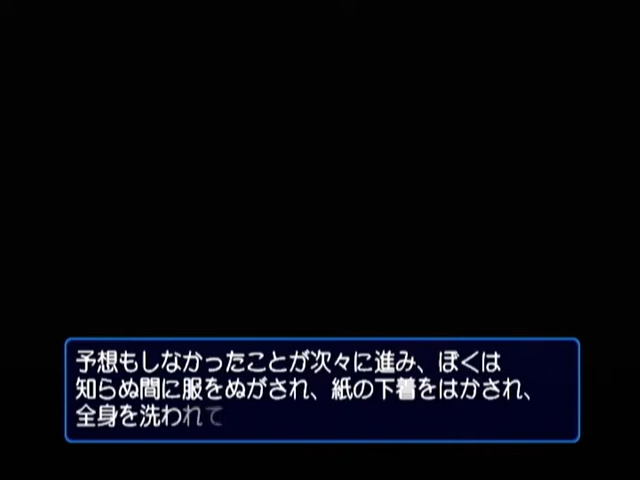 予想もしなかったことが次々に進み、ぼくは
知らぬ間に服をぬがされ、紙の下着をはかされ、
全身を洗われて